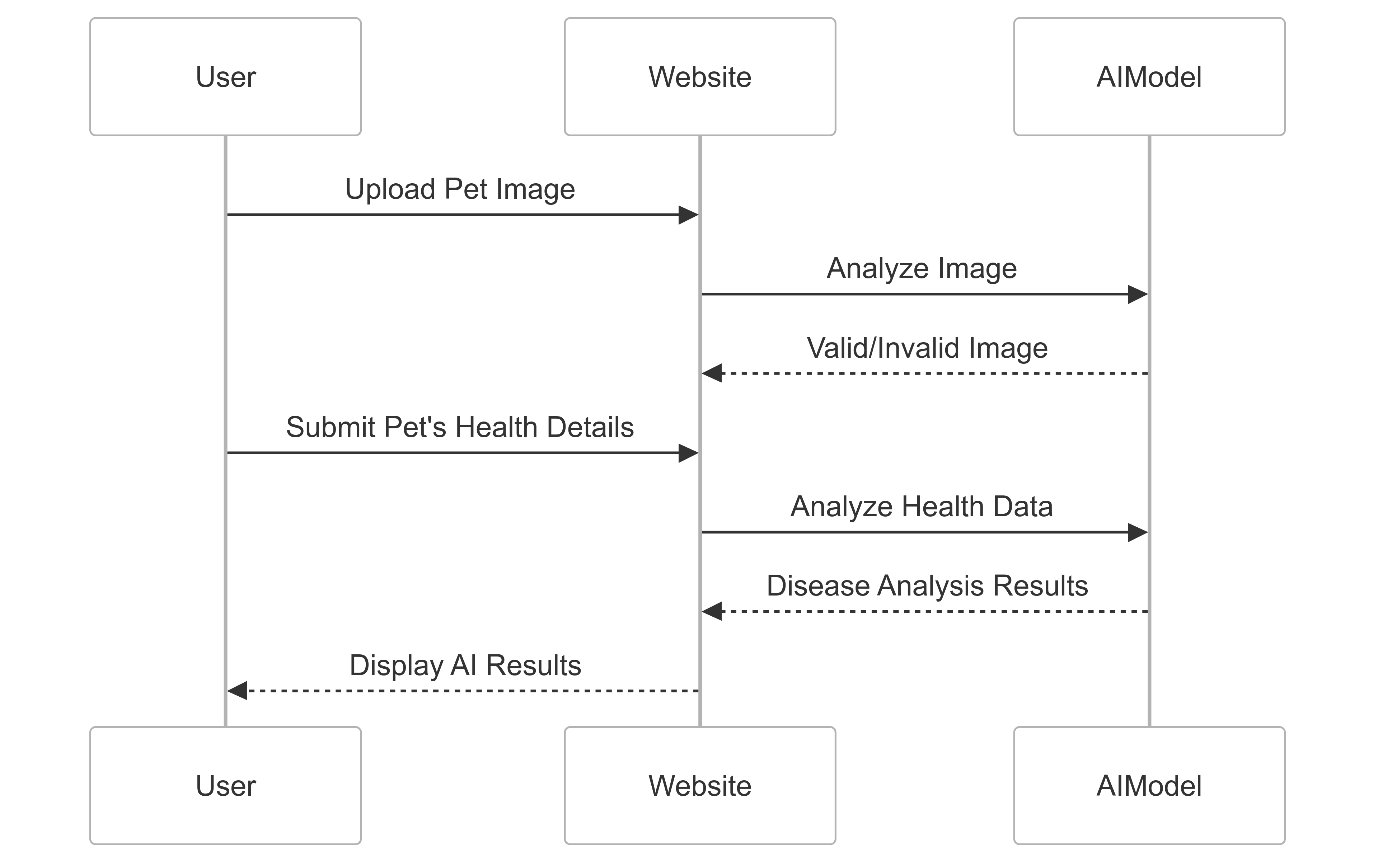 User
Website
AIModel
Upload Pet Image
Analyze Image
Valid/Invalid Image
Submit Pet's Health Details
Analyze Health Data
Disease Analysis Results
Display AI Results
User
Website
AIModel